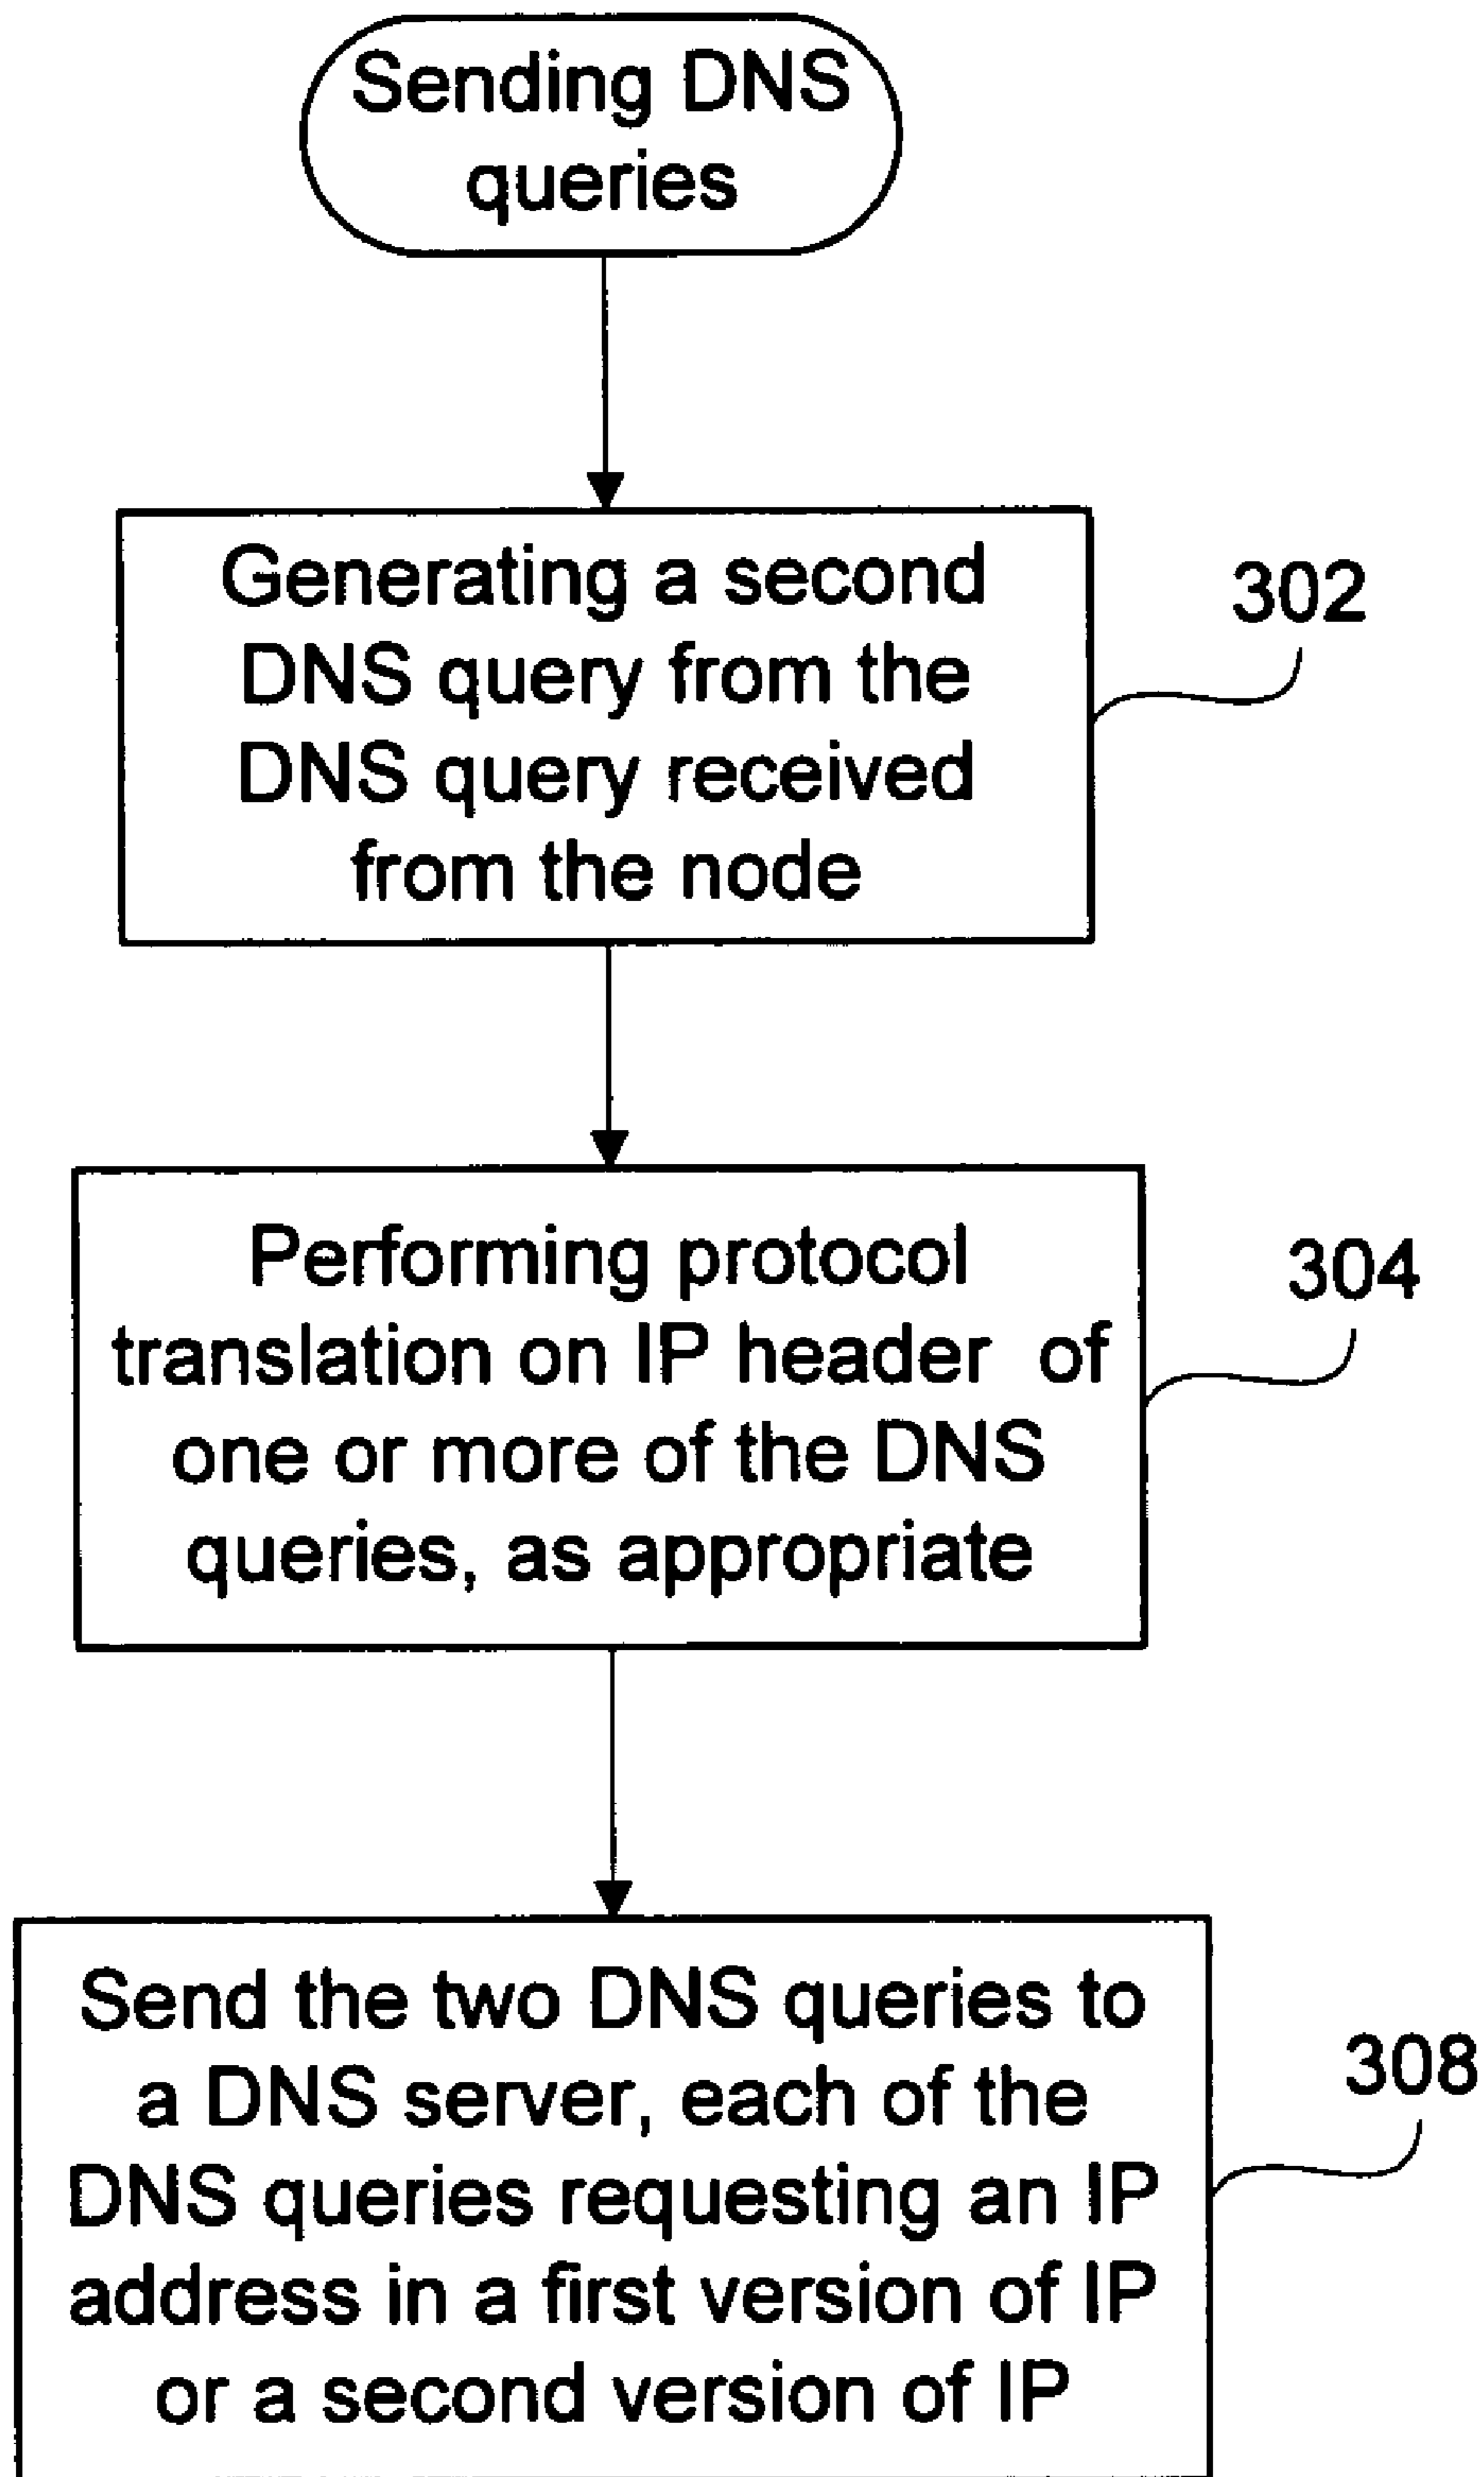 Sending DNS
queries
Generating a second
DNS query from the
DNS query received
from the node
302
Performing protocol
translation on IP header of
one or more of the DNS
queries, as appropriate
304
Send the two DNS queries to
a DNS server, each of the
DNS queries requesting an IP
address in a first version of IP
or a second version of IP
308